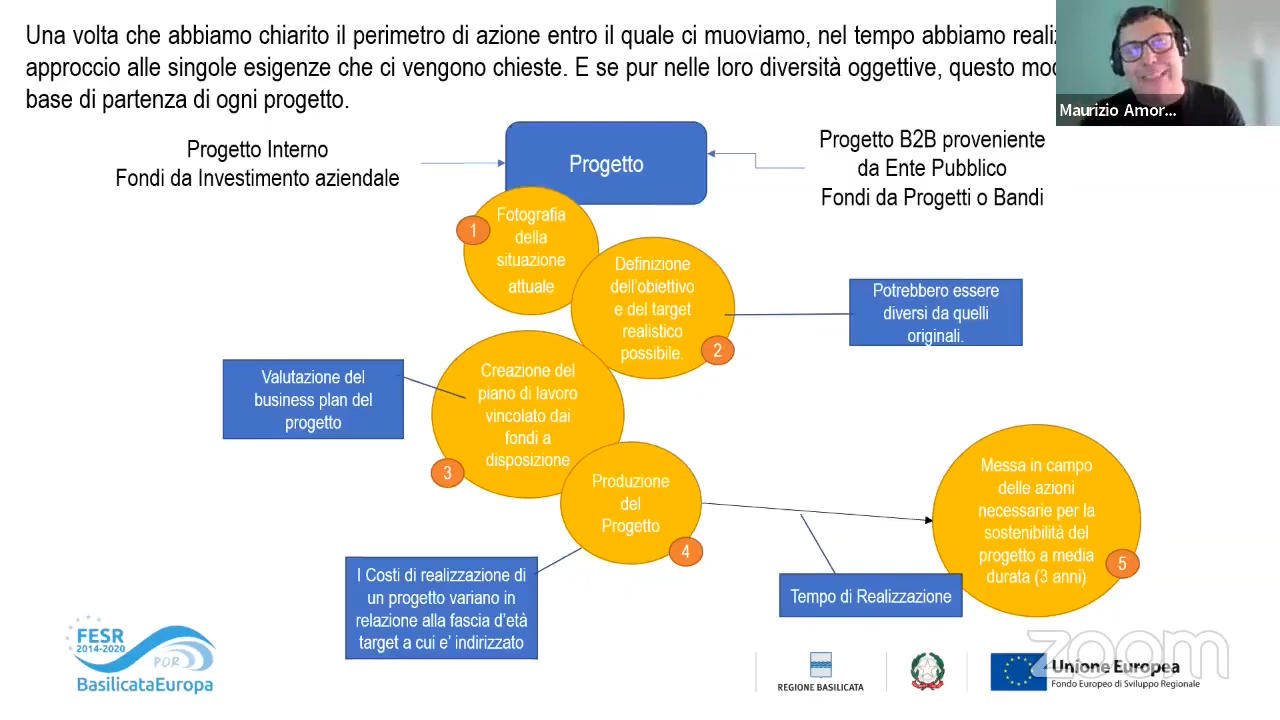 Una volta che abbiamo chiarito il perimetro di azione entro il quale ci muoviamo, nel tempo abbiamo
approccio alle singole esigenze che ci vengono chieste. E se pur nelle loro diversità oggettive, questo
base di partenza di ogni progetto.
Maurizio Amor...
Progetto Interno
Fondi da Investimento aziendale
Progetto
Progetto B2B proveniente
da Ente Pubblico
Fondi da Progetti o Bandi
1
Fotografia
della
situazione
attuale
Definizione
dell'obiettivo
e del target
realistico
possibile.
2
Potrebbero essere
diversi da quelli
originali.
Valutazione del
business plan del
progetto
Creazione del
piano di lavoro
vincolato dai
fondi a
disposizione
3
Produzione
del
Progetto
4
Messa in campo
delle azioni
necessarie per la
sostenibilità del
progetto a media
durata (3 anni)
5
I Costi di realizzazione di
un progetto variano in
relazione alla fascia d'età
target a cui e' indirizzato
Tempo di Realizzazione
FESR
2014-2020
POR
BasilicataEuropa
REGIONE BASILICATA
Unione Europea
Fondo Europeo di Sviluppo Regionale
zoom